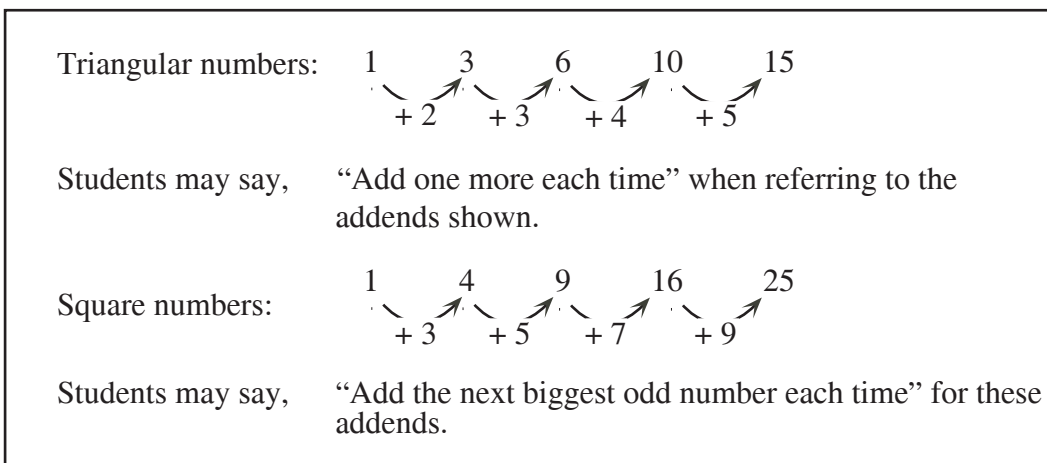 Triangular numbers: 1 3 6 10 15
+ 2 + 3 + 4 + 5
Students may say, “Add one more each time” when referring to the
addends shown.
Square numbers: 1 4 9 16 25
+ 3 + 5 + 7 + 9
Students may say, “Add the next biggest odd number each time” for these
addends.